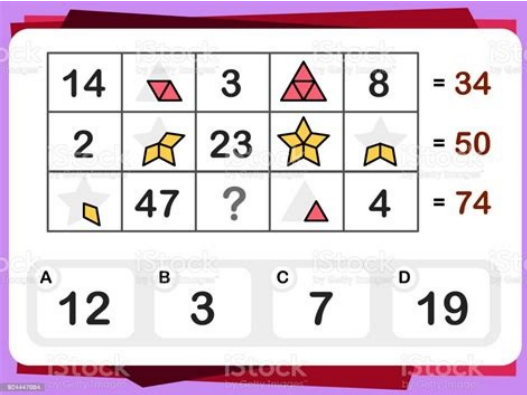 14 3 8 = 34
2 23 = 50
47 ? 4 = 74
A B C D
12 3 7 19
iStock
by Getty Images